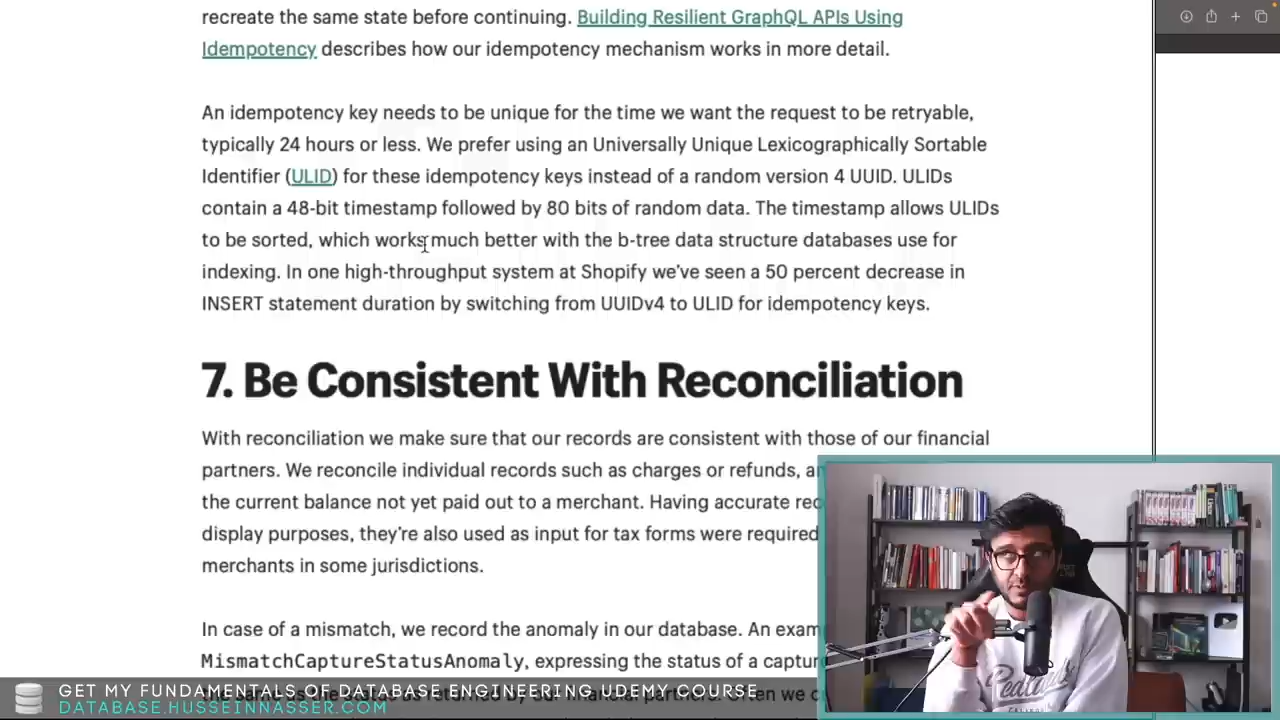 recreate the same state before continuing. Building Resilient GraphQL APIs Using
Idempotency describes how our idempotency mechanism works in more detail.
An idempotency key needs to be unique for the time we want the request to be retryable,
typically 24 hours or less. We prefer using an Universally Unique Lexicographically Sortable
Identifier (ULID) for these idempotency keys instead of a random version 4 UUID. ULIDs
contain a 48-bit timestamp followed by 80 bits of random data. The timestamp allows ULIDs
to be sorted, which works much better with the b-tree data structure databases use for
indexing. In one high-throughput system at Shopify we've seen a 50 percent decrease in
INSERT statement duration by switching from UUIDv4 to ULID for idempotency keys.
7. Be Consistent With Reconciliation
With reconciliation we make sure that our records are consistent with those of our financial
partners. We reconcile individual records such as charges or refunds, an
the current balance not yet paid out to a merchant. Having accurate rec
display purposes, they're also used as input for tax forms were required
merchants in some jurisdictions.
In case of a mismatch, we record the anomaly in our database. An exam
MismatchCaptureStatusAnomaly, expressing the status of a captu
GET MY FUNDAMENTALS OF DATABASE ENGINEERING UDEMY COURSE
DATABASE.HUSSEINNASSER.COM